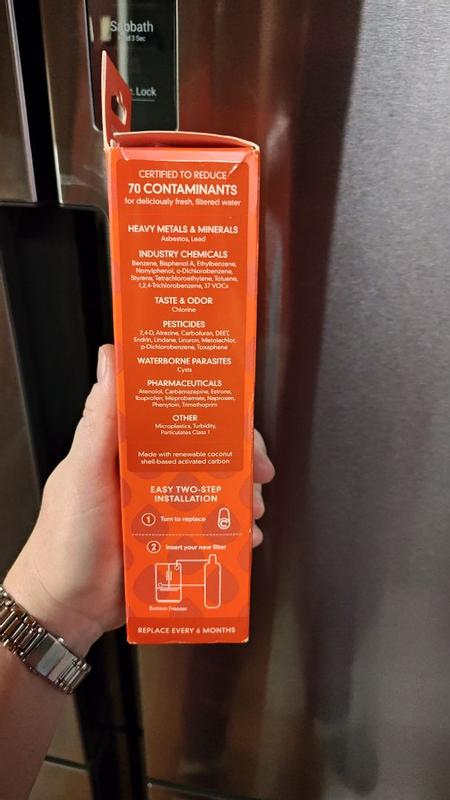 Sabbath
3 Sec
Lock
CERTIFIED TO REDUCE
70 CONTAMINANTS
for deliciously fresh, filtered water
HEAVY METALS & MINERALS
Asbestos, Lead
INDUSTRY CHEMICALS
Benzene, Bisphenol A, Ethylbenzene,
Nonylphenol, o-Dichlorobenzene,
Styrene, Tetrachloroethylene, Toluene,
1,2,4-Trichlorobenzene, 37 VOCs
TASTE & ODOR
Chlorine
PESTICIDES
2,4-D, Atrazine, Carbofuran, DEET,
Endrin, Lindane, Linuron, Metolachlor,
p-Dichlorobenzene, Toxaphene
WATERBORNE PARASITES
Cysts
PHARMACEUTICALS
Atenolol, Carbamazepine, Estrone,
Ibuprofen, Meprobamate, Naproxen,
Phenytoin, Trimethoprim
OTHER
Microplastics, Turbidity,
Particulates Class 1
Made with renewable coconut
shell-based activated carbon
EASY TWO-STEP
INSTALLATION
1 Turn to replace
2 Insert your new filter
Bottom Freezer
REPLACE EVERY 6 MONTHS